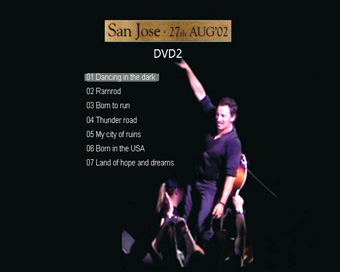 San Jose · 27th AUG'02
DVD2
01 Dancing in the dark
02 Ramrod
03 Born to run
04 Thunder road
05 My city of ruins
06 Born in the USA
07 Land of hope and dreams